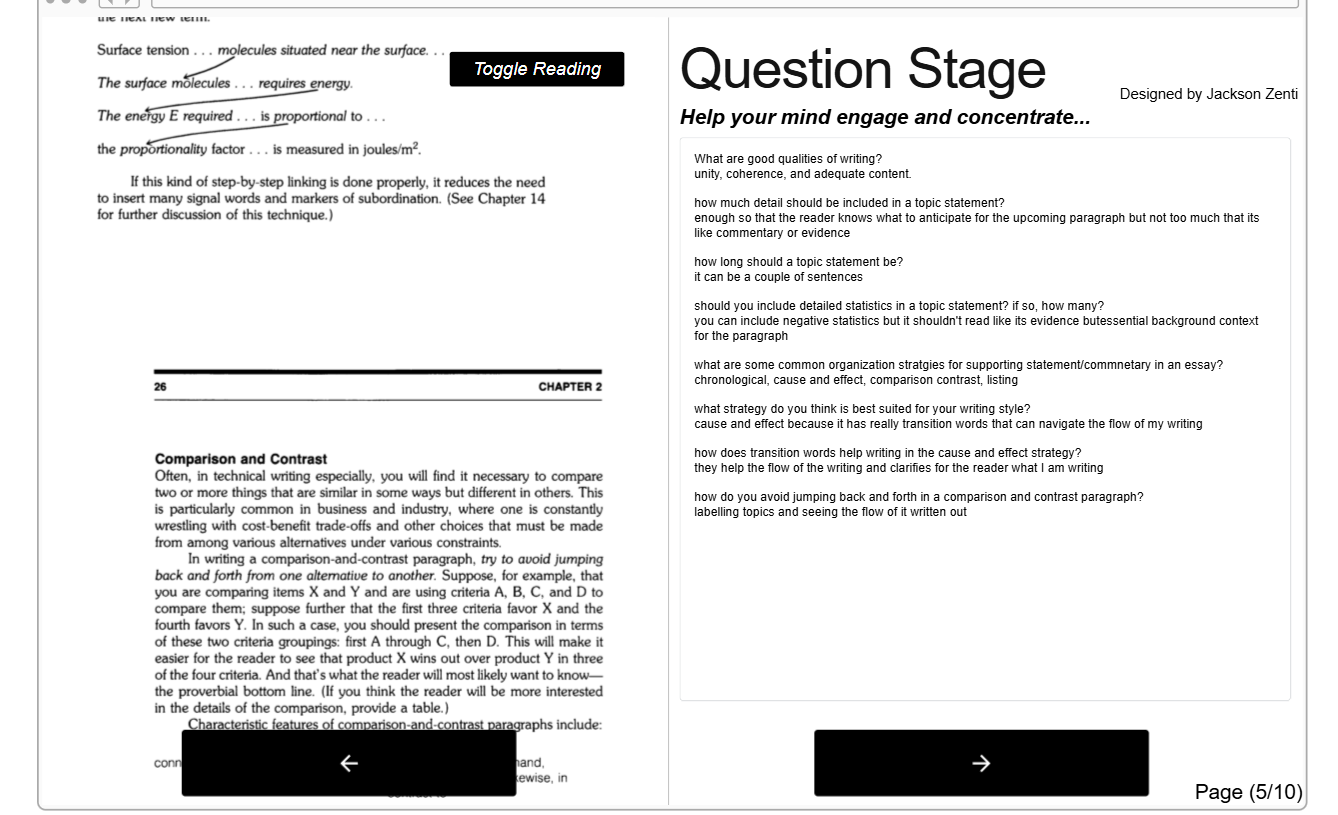 the next new term.
Surface tension . . . molecules situated near the surface. . .
The surface molecules . . . requires energy.
The energy E required . . . is proportional to . . .
the proportionality factor . . . is measured in joules/m².
If this kind of step-by-step linking is done properly, it reduces the need
to insert many signal words and markers of subordination. (See Chapter 14
for further discussion of this technique.)
26 CHAPTER 2
Comparison and Contrast
Often, in technical writing especially, you will find it necessary to compare
two or more things that are similar in some ways but different in others. This
is particularly common in business and industry, where one is constantly
wrestling with cost-benefit trade-offs and other choices that must be made
from among various alternatives under various constraints.
In writing a comparison-and-contrast paragraph, try to avoid jumping
back and forth from one alternative to another. Suppose, for example, that
you are comparing items X and Y and are using criteria A, B, C, and D to
compare them; suppose further that the first three criteria favor X and the
fourth favors Y. In such a case, you should present the comparison in terms
of these two criteria groupings: first A through C, then D. This will make it
easier for the reader to see that product X wins out over product Y in three
of the four criteria. And that's what the reader will most likely want to know—
the proverbial bottom line. (If you think the reader will be more interested
in the details of the comparison, provide a table.)
Characteristic features of comparison-and-contrast paragraphs include:
conn
hand,
kewise, in
Toggle Reading
Question Stage
Designed by Jackson Zenti
Help your mind engage and concentrate...
What are good qualities of writing?
unity, coherence, and adequate content.
how much detail should be included in a topic statement?
enough so that the reader knows what to anticipate for the upcoming paragraph but not too much that its
like commentary or evidence
how long should a topic statement be?
it can be a couple of sentences
should you include detailed statistics in a topic statement? if so, how many?
you can include negative statistics but it shouldn't read like its evidence butessential background context
for the paragraph
what are some common organization stratgies for supporting statement/commnetary in an essay?
chronological, cause and effect, comparison contrast, listing
what strategy do you think is best suited for your writing style?
cause and effect because it has really transition words that can navigate the flow of my writing
how does transition words help writing in the cause and effect strategy?
they help the flow of the writing and clarifies for the reader what I am writing
how do you avoid jumping back and forth in a comparison and contrast paragraph?
labelling topics and seeing the flow of it written out
Page (5/10)